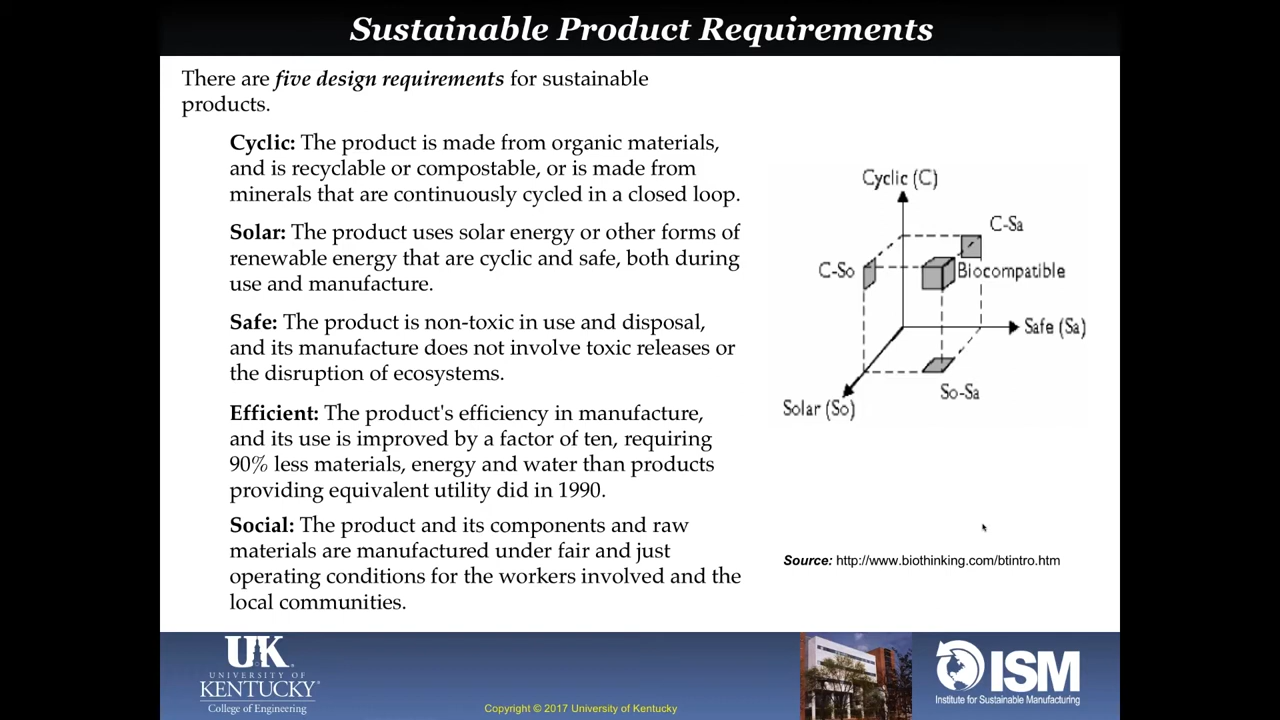 Sustainable Product Requirements
There are five design requirements for sustainable
products.
Cyclic: The product is made from organic materials,
and is recyclable or compostable, or is made from
minerals that are continuously cycled in a closed loop.
Solar: The product uses solar energy or other forms of
renewable energy that are cyclic and safe, both during
use and manufacture.
Safe: The product is non-toxic in use and disposal,
and its manufacture does not involve toxic releases or
the disruption of ecosystems.
Efficient: The product's efficiency in manufacture,
and its use is improved by a factor of ten, requiring
90% less materials, energy and water than products
providing equivalent utility did in 1990.
Social: The product and its components and raw
materials are manufactured under fair and just
operating conditions for the workers involved and the
local communities.
Cyclic (C)
C-Sa
C-So
Biocompatible
Safe (Sa)
So-Sa
Solar (So)
Source: http://www.biothinking.com/btintro.htm
UK
UNIVERSITY OF
KENTUCKY
College of Engineering
Copyright © 2017 University of Kentucky
ISM
Institute for Sustainable Manufacturing